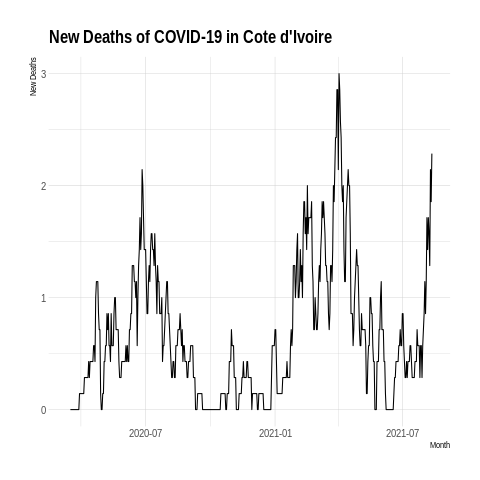 New Deaths of COVID-19 in Cote d'Ivoire
New Deaths
3
2
1
0
2020-07
2021-01
2021-07
Month